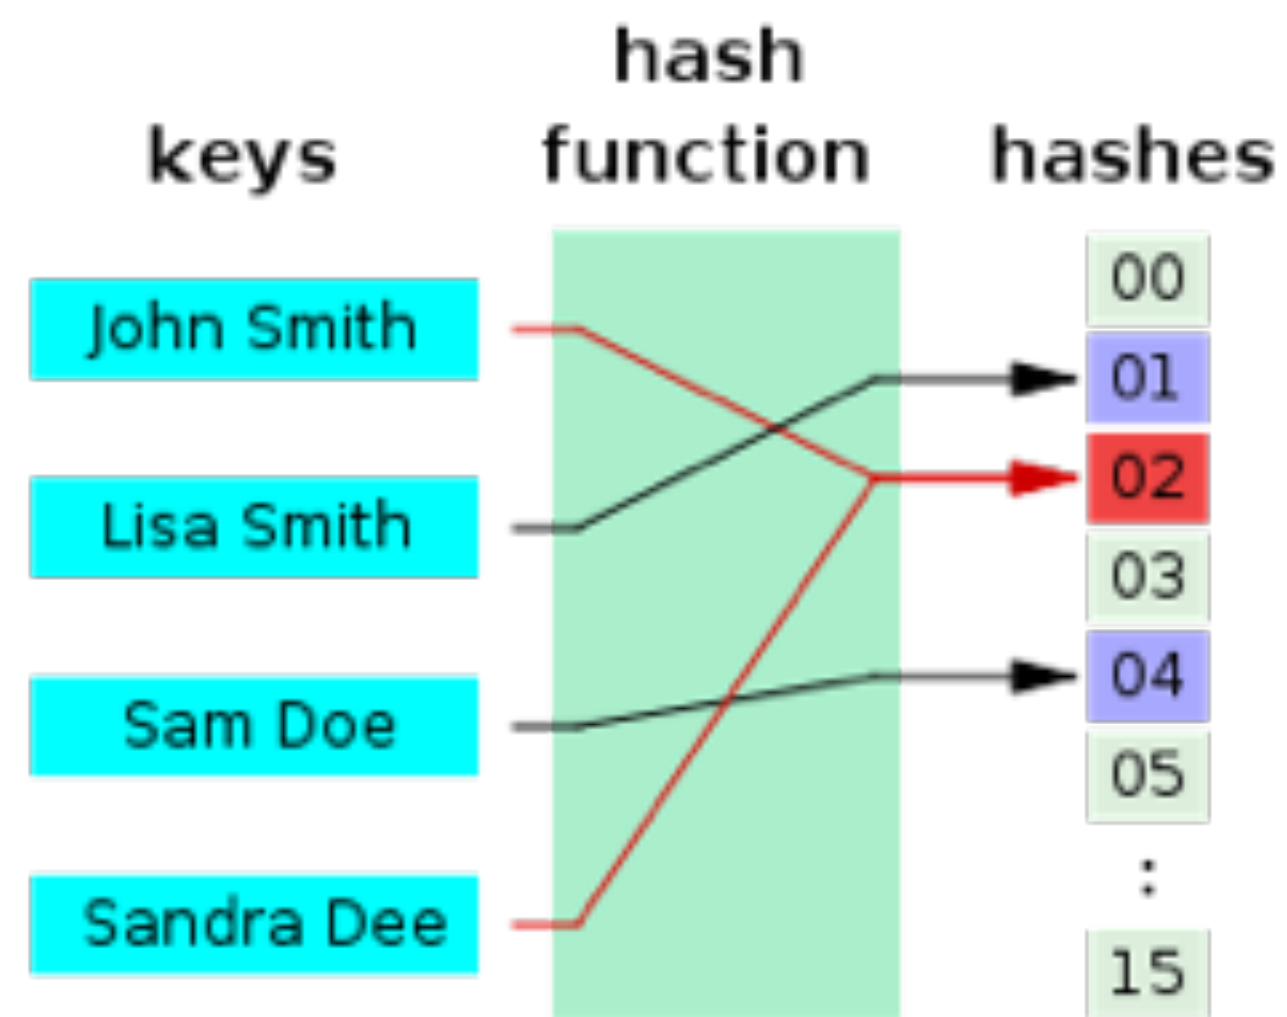 keys
hash
function
hashes
John Smith
Lisa Smith
Sam Doe
Sandra Dee
00
01
02
03
04
05
:
15